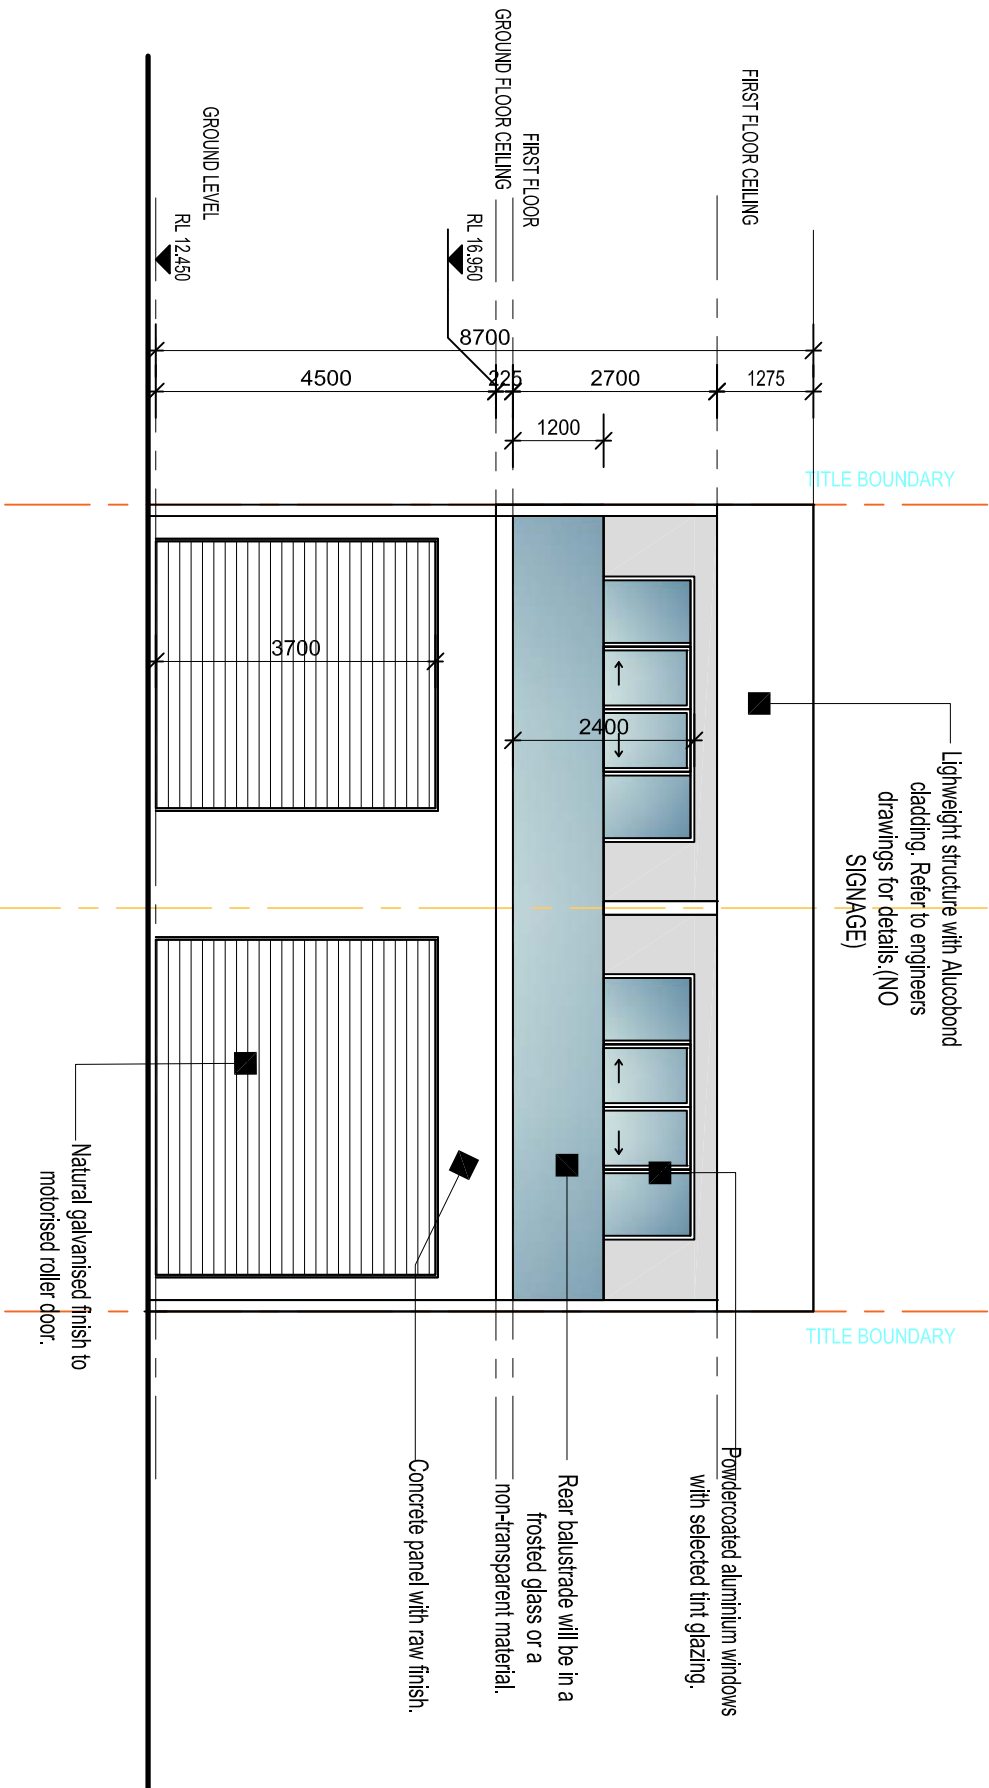 FIRST FLOOR CEILING
FIRST FLOOR
GROUND FLOOR CEILING
RL 16.950
GROUND LEVEL
RL 12.450
8700
4500
225
2700
1275
1200
3700
2400
TITLE BOUNDARY
TITLE BOUNDARY
Lighweight structure with Alucobond
cladding. Refer to engineers
drawings for details.(NO
SIGNAGE)
Powdercoated aluminium windows
with selected tint glazing.
Rear balustrade will be in a
frosted glass or a
non-transparent material.
Concrete panel with raw finish.
Natural galvanised finish to
motorised roller door.